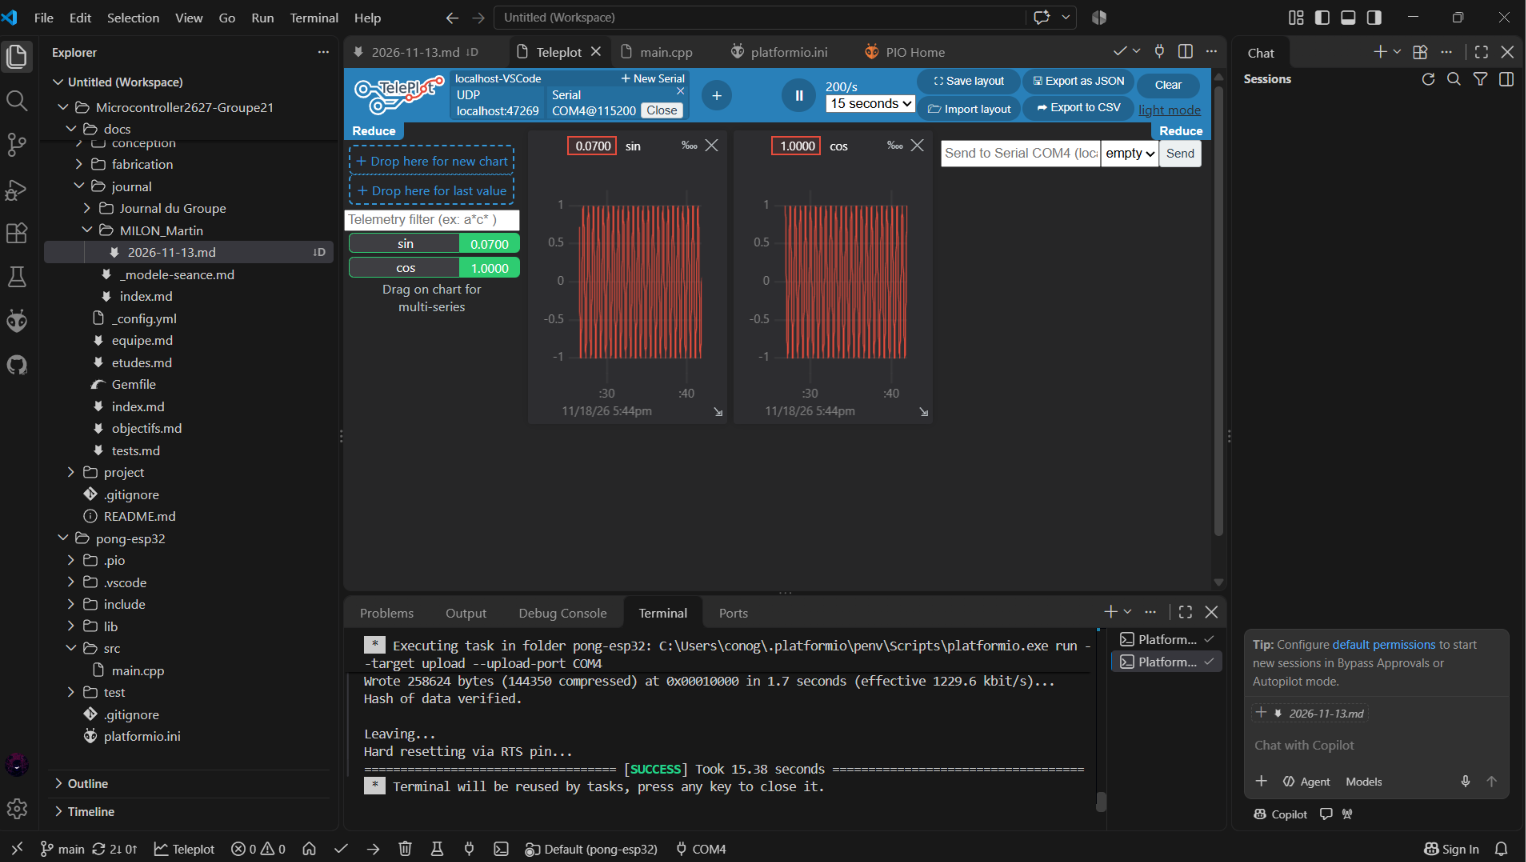 File Edit Selection View Go Run Terminal Help
Untitled (Workspace)
Explorer
Untitled (Workspace)
Microcontroller2627-Groupe21
docs
conception
fabrication
journal
Journal du Groupe
MILON_Martin
2026-11-13.md ↓D
_modele-seance.md
index.md
_config.yml
equipe.md
etudes.md
Gemfile
index.md
objectifs.md
tests.md
project
.gitignore
README.md
pong-esp32
.pio
.vscode
include
lib
src
main.cpp
test
.gitignore
platformio.ini
Outline
Timeline
2026-11-13.md ↓D
Teleplot
main.cpp
platformio.ini
PIO Home
TelePlot
localhost-VSCode
+ New Serial
UDP
localhost:47269
Serial
COM4@115200 Close
+
200/s
15 seconds
Save layout
Import layout
Export as JSON
Export to CSV
Clear
light mode
Reduce
Reduce
+ Drop here for new chart
+ Drop here for last value
Telemetry filter (ex: a*c* )
sin 0.0700
cos 1.0000
Drag on chart for
multi-series
0.0700 sin ‱
1
0.5
0
-0.5
-1
:30 :40
11/18/26 5:44pm
1.0000 cos ‱
1
0.5
0
-0.5
-1
:30 :40
11/18/26 5:44pm
Send to Serial COM4 (loc
empty
Send
Problems Output Debug Console Terminal Ports
* Executing task in folder pong-esp32: C:\Users\conog\.platformio\penv\Scripts\platformio.exe run -
-target upload --upload-port COM4
Wrote 258624 bytes (144350 compressed) at 0x00010000 in 1.7 seconds (effective 1229.6 kbit/s)...
Hash of data verified.
Leaving...
Hard resetting via RTS pin...
=================================== [SUCCESS] Took 15.38 seconds ===================================
* Terminal will be reused by tasks, press any key to close it.
Platform...
Platform...
Chat
Sessions
Tip: Configure default permissions to start
new sessions in Bypass Approvals or
Autopilot mode.
2026-11-13.md
Chat with Copilot
Agent Models
Copilot
main 2↓ 0↑ Teleplot 0 0 Default (pong-esp32) COM4
Sign In